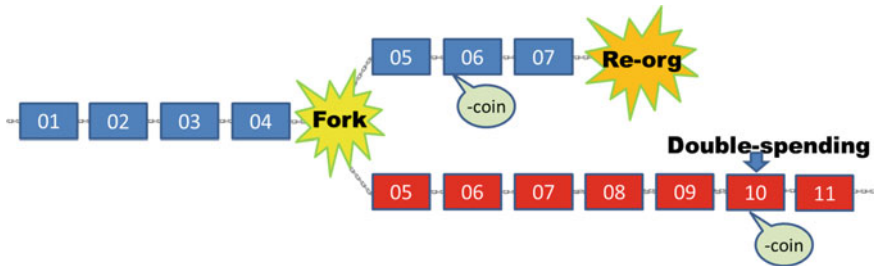 05 06 07 Re-org
-coin
01 02 03 04 Fork
Double-spending
05 06 07 08 09 10 11
-coin